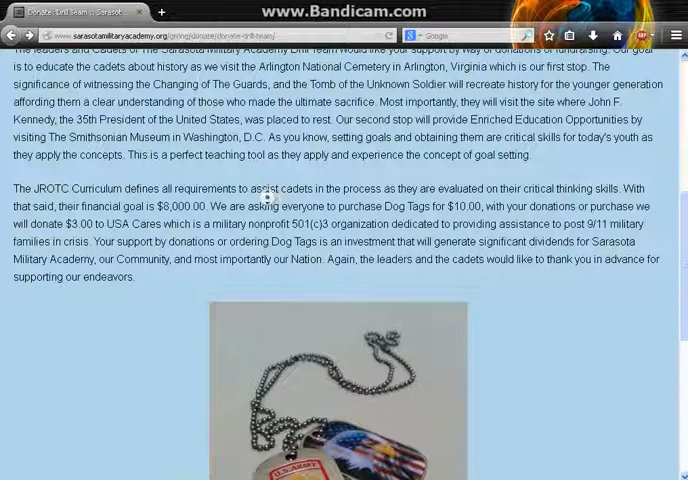 www.Bandicam.com
Donate: Drill Team :: Sarasot
www.sarasotamilitaryacademy.org/giving/donate/donate-drill-team/
Google
The leaders and Cadets of The Sarasota Military Academy Drill Team would like your support by way of donations or fundraising. Our goal
is to educate the cadets about history as we visit the Arlington National Cemetery in Arlington, Virginia which is our first stop. The
significance of witnessing the Changing of The Guards, and the Tomb of the Unknown Soldier will recreate history for the younger generation
affording them a clear understanding of those who made the ultimate sacrifice. Most importantly, they will visit the site where John F.
Kennedy, the 35th President of the United States, was placed to rest. Our second stop will provide Enriched Education Opportunities by
visiting The Smithsonian Museum in Washington, D.C. As you know, setting goals and obtaining them are critical skills for today's youth as
they apply the concepts. This is a perfect teaching tool as they apply and experience the concept of goal setting.
The JROTC Curriculum defines all requirements to assist cadets in the process as they are evaluated on their critical thinking skills. With
that said, their financial goal is $8,000.00. We are asking everyone to purchase Dog Tags for $10.00, with your donations or purchase we
will donate $3.00 to USA Cares which is a military nonprofit 501(c)3 organization dedicated to providing assistance to post 9/11 military
families in crisis. Your support by donations or ordering Dog Tags is an investment that will generate significant dividends for Sarasota
Military Academy, our Community, and most importantly our Nation. Again, the leaders and the cadets would like to thank you in advance for
supporting our endeavors.
U.S. ARMY